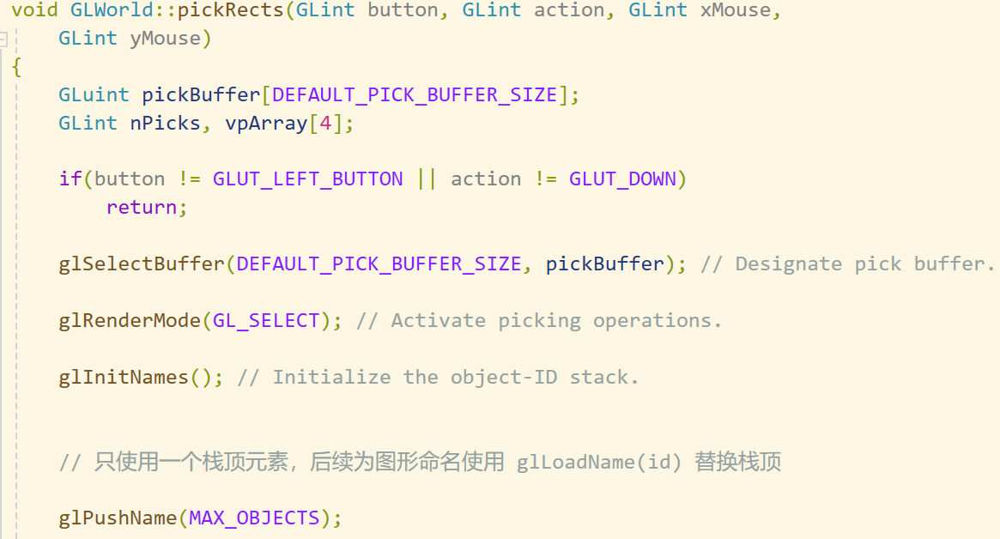 void GLWorld::pickRects(GLint button, GLint action, GLint xMouse,
GLint yMouse)
{
GLuint pickBuffer[DEFAULT_PICK_BUFFER_SIZE];
GLint nPicks, vpArray[4];
if(button != GLUT_LEFT_BUTTON || action != GLUT_DOWN)
return;
glSelectBuffer(DEFAULT_PICK_BUFFER_SIZE, pickBuffer); // Designate pick buffer.
glRenderMode(GL_SELECT); // Activate picking operations.
glInitNames(); // Initialize the object-ID stack.
// 只使用一个栈顶元素，后续为图形命名使用 glLoadName(id) 替换栈顶
glPushName(MAX_OBJECTS);